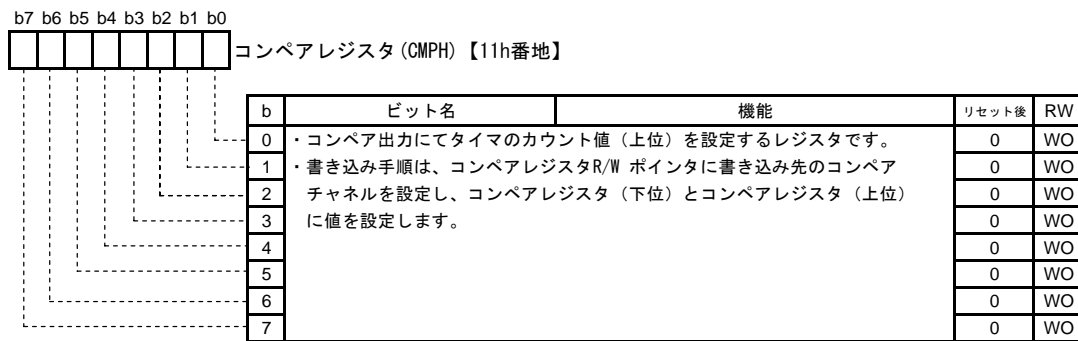 b7 b6 b5 b4 b3 b2 b1 b0
コンペアレジスタ(CMPH)【11h番地】
b ビット名 機能 リセット後 RW
0 ・コンペア出力にてタイマのカウント値（上位）を設定するレジスタです。 0 WO
1 ・書き込み手順は、コンペアレジスタR/W ポインタに書き込み先のコンペア 0 WO
2 チャネルを設定し、コンペアレジスタ（下位）とコンペアレジスタ（上位） 0 WO
3 に値を設定します。 0 WO
4 0 WO
5 0 WO
6 0 WO
7 0 WO